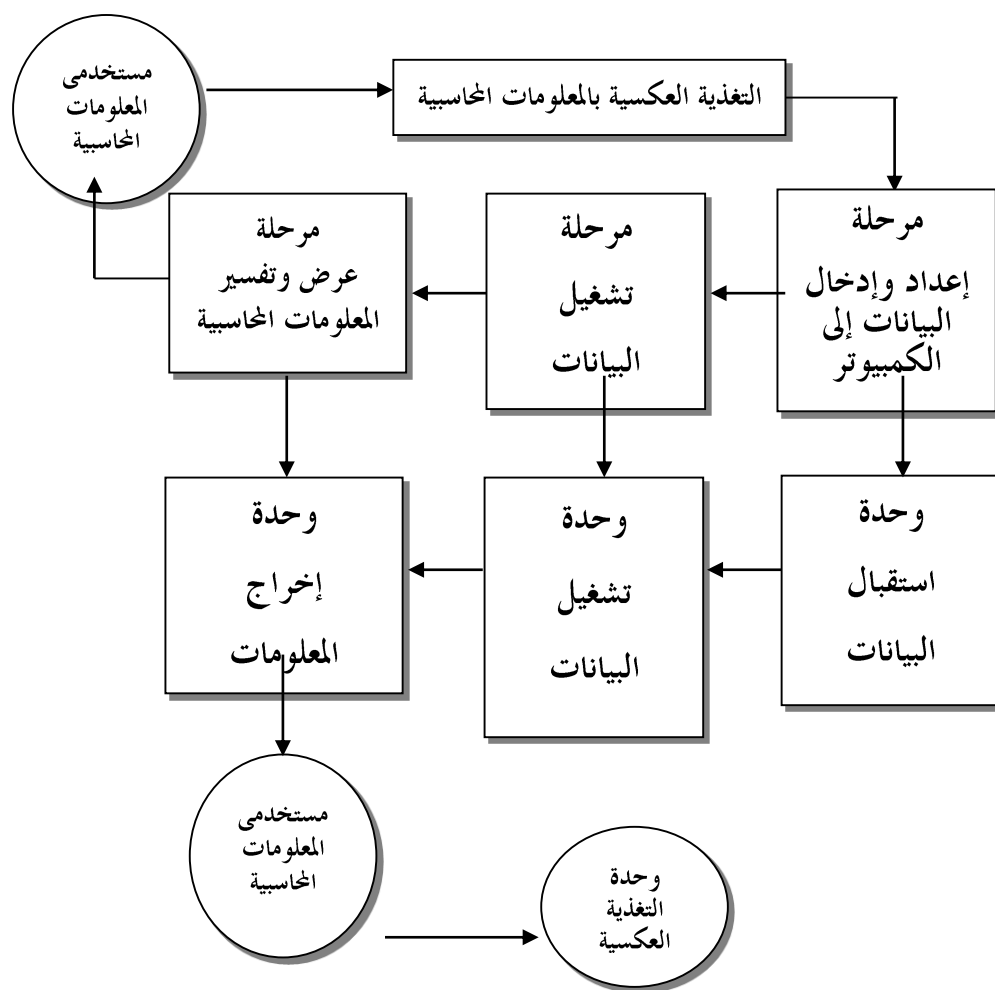 مستخدمى
المعلومات
المحاسبية
التغذية العكسية بالمعلومات المحاسبية
مرحلة
إعداد وإدخال
البيانات إلى
الكمبيوتر
مرحلة
تشغيل
البيانات
مرحلة
عرض وتفسير
المعلومات المحاسبية
وحدة
استقبال
البيانات
وحدة
تشغيل
البيانات
وحدة
إخراج
المعلومات
مستخدمى
المعلومات
المحاسبية
وحدة
التغذية
العكسية